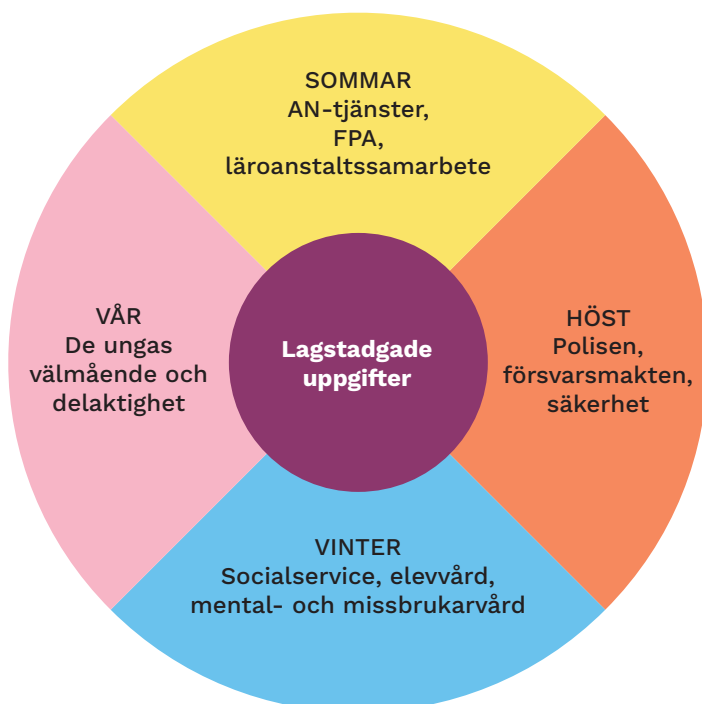 SOMMAR
AN-tjänster,
FPA,
läroanstaltssamarbete
VÅR
De ungas
välmående och
delaktighet
Lagstadgade
uppgifter
HÖST
Polisen,
försvarsmakten,
säkerhet
VINTER
Socialservice, elevvård,
mental- och missbrukarvård